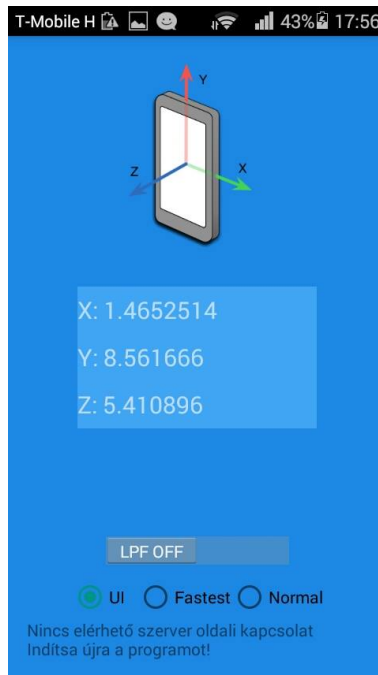 T-Mobile H 43% 17:56
Y
Z X
X: 1.4652514
Y: 8.561666
Z: 5.410896
LPF OFF
UI Fastest Normal
Nincs elérhető szerver oldali kapcsolat
Indítsa újra a programot!